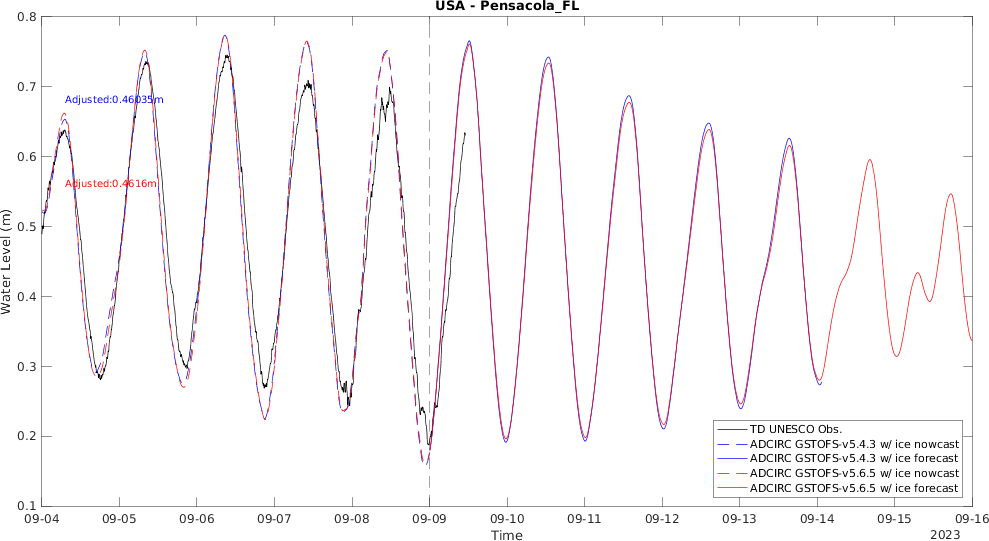 USA - Pensacola_FL
0.8
0.7
0.6
0.5
0.4
0.3
0.2
0.1
Water Level (m)
Adjusted:0.46035m
Adjusted:0.4616m
TD UNESCO Obs.
ADCIRC GSTOFS-v5.4.3 w/ ice nowcast
ADCIRC GSTOFS-v5.4.3 w/ ice forecast
ADCIRC GSTOFS-v5.6.5 w/ ice nowcast
ADCIRC GSTOFS-v5.6.5 w/ ice forecast
09-04 09-05 09-06 09-07 09-08 09-09 09-10 09-11 09-12 09-13 09-14 09-15 09-16
Time
2023